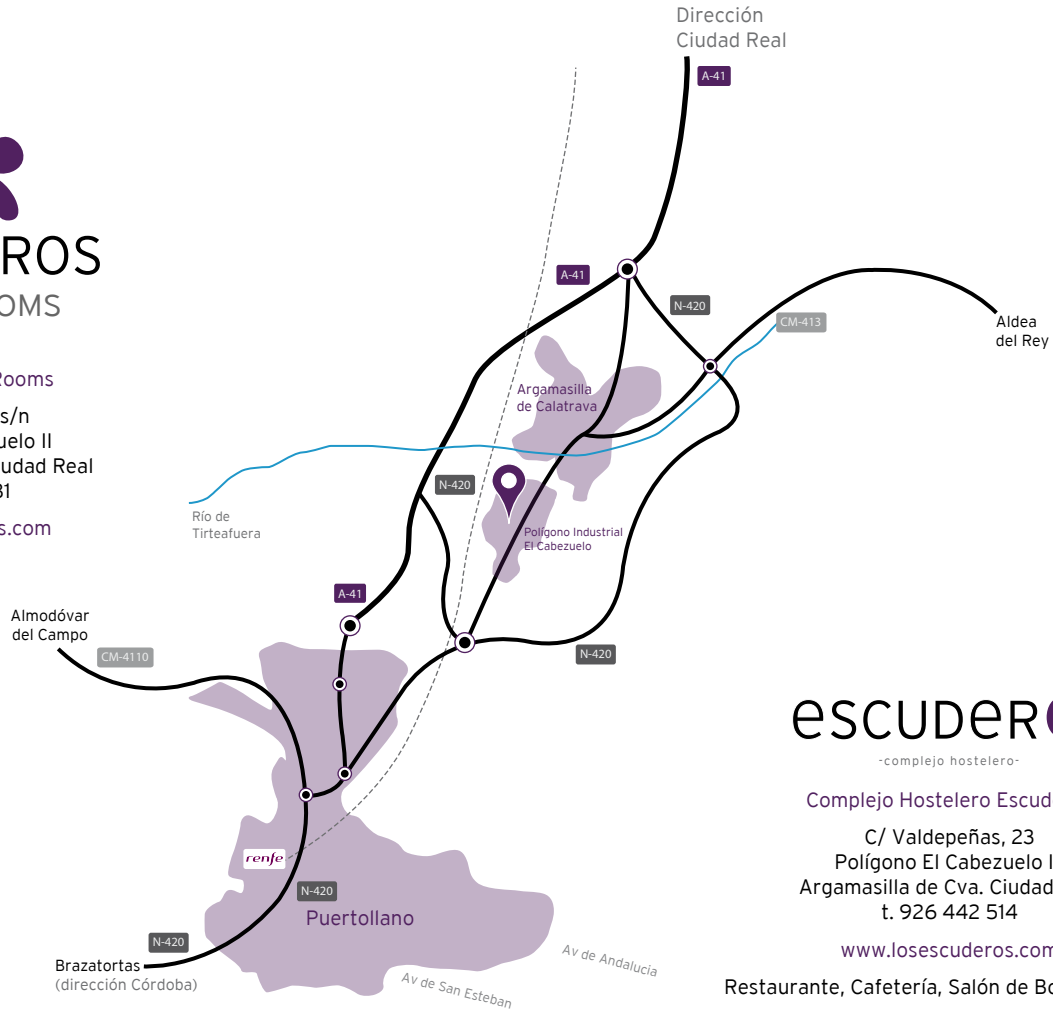 Dirección
Ciudad Real
A-41
A-41
N-420
CM-413
Aldea
del Rey
ROS
OMS
Rooms
s/n
uelo II
iudad Real
31
s.com
Argamasilla
de Calatrava
N-420
Río de
Tirteafuera
Polígono Industrial
El Cabezuelo
A-41
Almodóvar
del Campo
CM-4110
N-420
renfe
N-420
Puertollano
N-420
Brazatortas
(dirección Córdoba)
Av de San Esteban
Av de Andalucia
escuder
-complejo hostelero-
Complejo Hostelero Escud
C/ Valdepeñas, 23
Polígono El Cabezuelo I
Argamasilla de Cva. Ciudad
t. 926 442 514
www.losescuderos.com
Restaurante, Cafetería, Salón de Bo